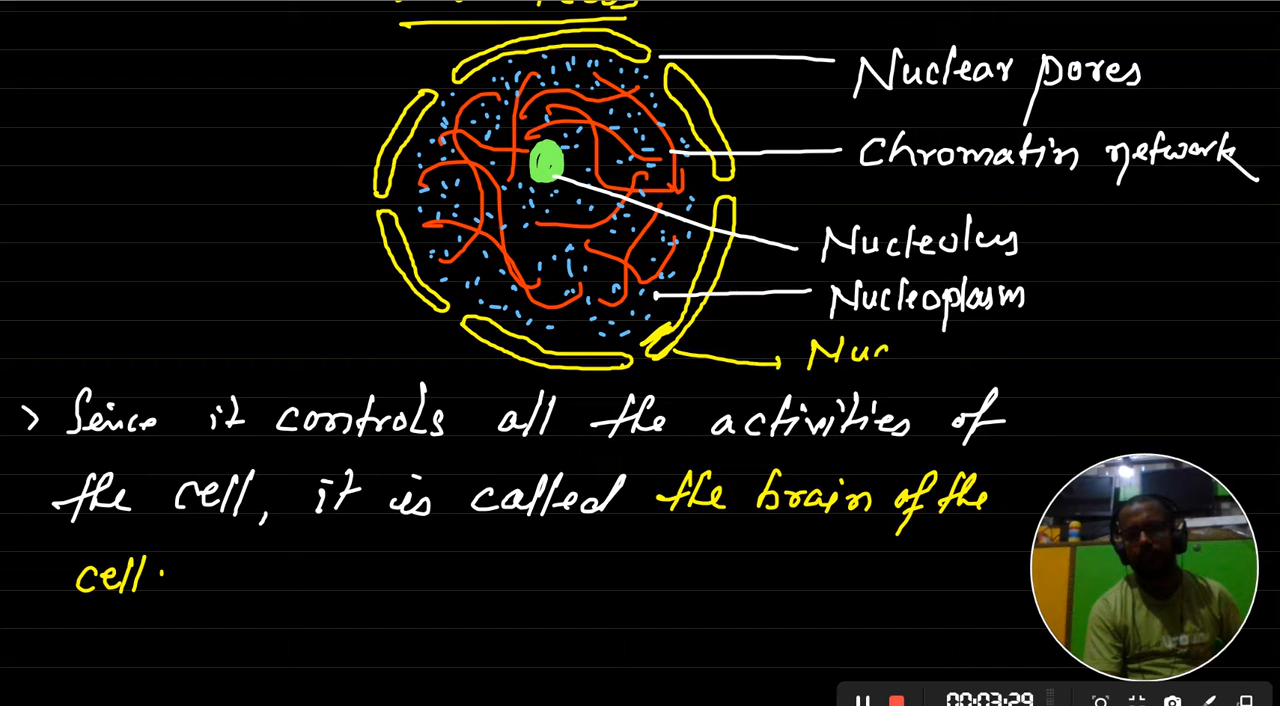 Nuclear pores
Chromatin network
Nucleolus
Nucleoplasm
Nuc
> Since it controls all the activities of
the cell, it is called the brain of the
cell.
00:03:29